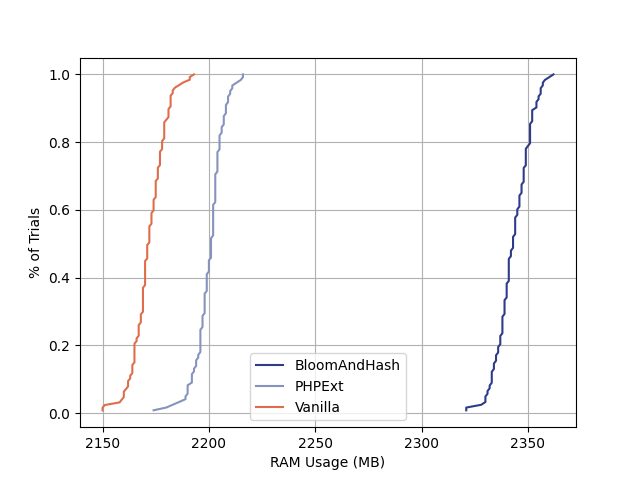 1.0
0.8
0.6
0.4
0.2
0.0
% of Trials
BloomAndHash
PHPExt
Vanilla
2150 2200 2250 2300 2350
RAM Usage (MB)